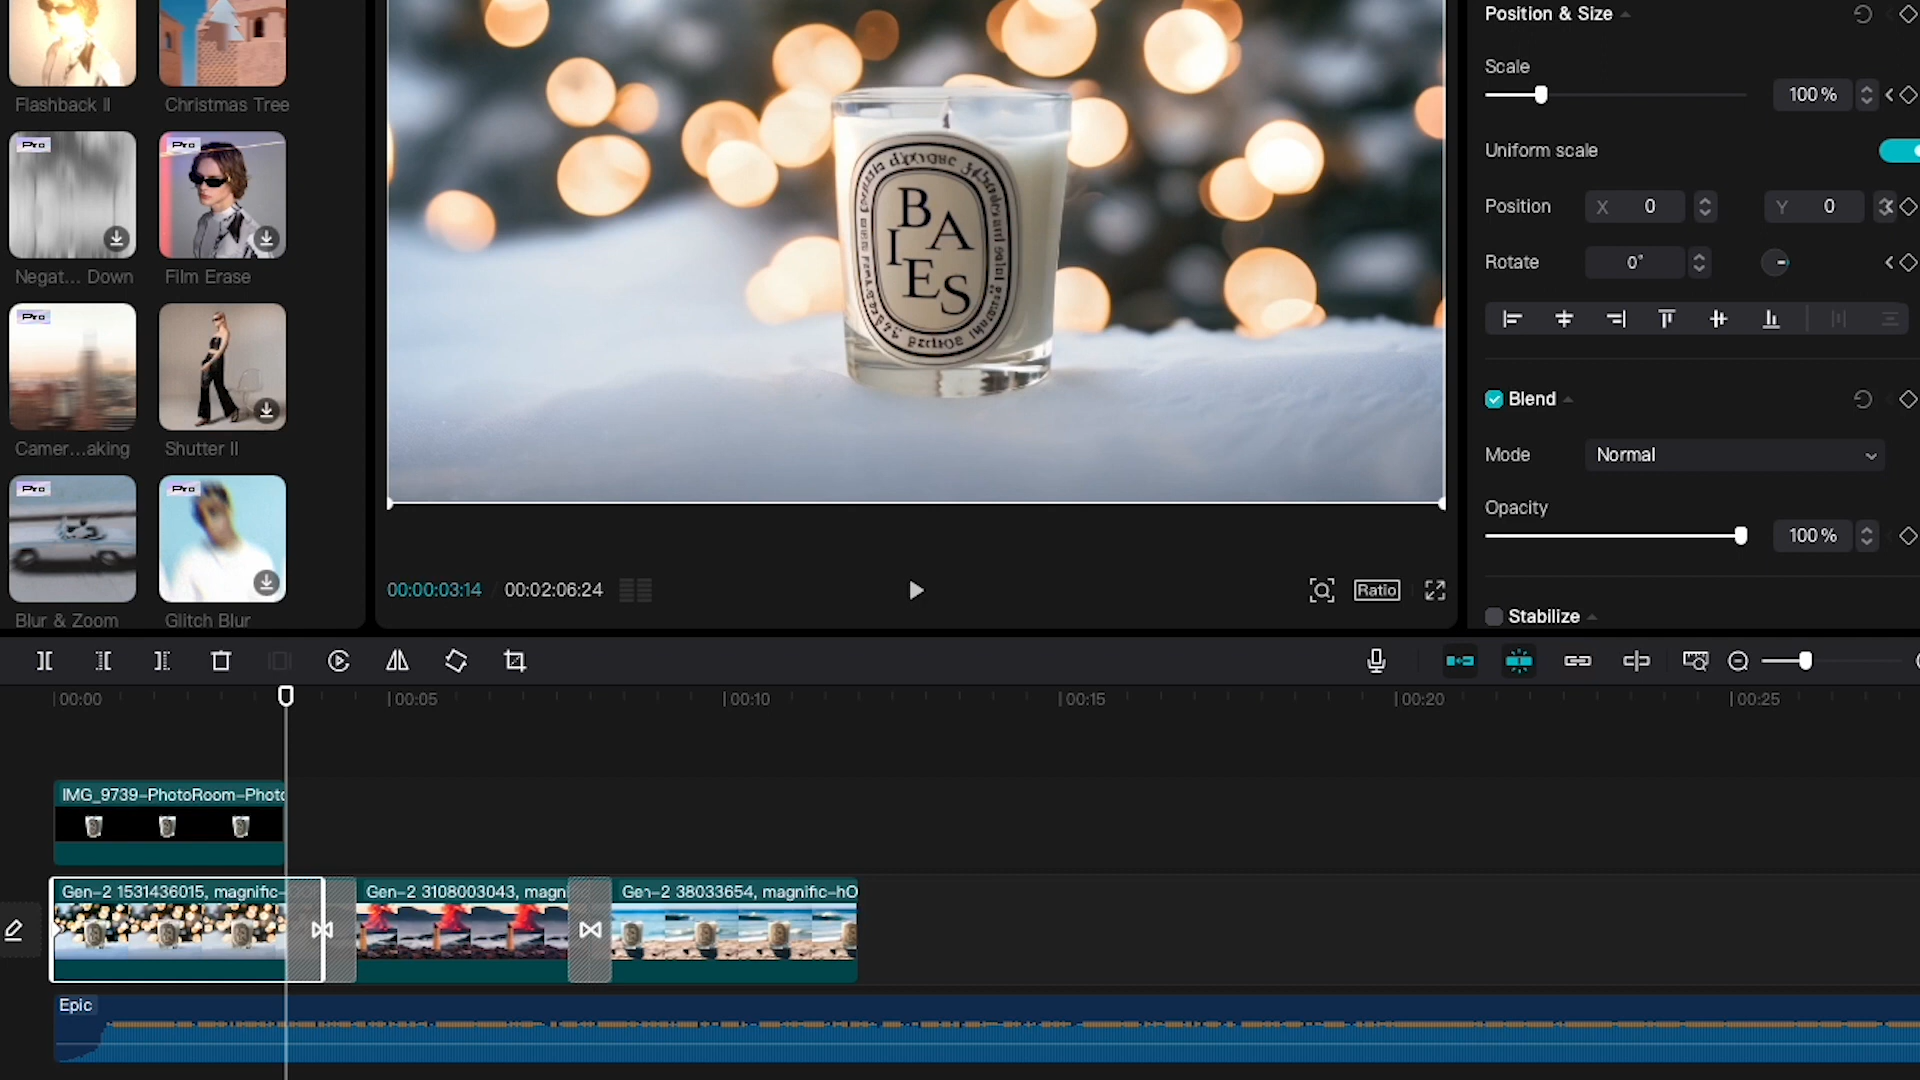 Flashback II
Christmas Tree
Pro
Pro
Negat... Down
Film Erase
Pro
Camer...aking
Shutter II
Pro
Pro
Blur & Zoom
Glitch Blur
BAIES
00:00:03:14
00:02:06:24
Ratio
Position & Size
Scale
100%
Uniform scale
Position
X 0
Y 0
Rotate
0°
Blend
Mode
Normal
Opacity
100%
Stabilize
00:00
00:05
00:10
00:15
00:20
00:25
IMG_9739-PhotoRoom-Photo
Gen-2 1531436015, magnific-
Gen-2 3108003043, magni
Gen-2 38033654, magnific-hO
Epic